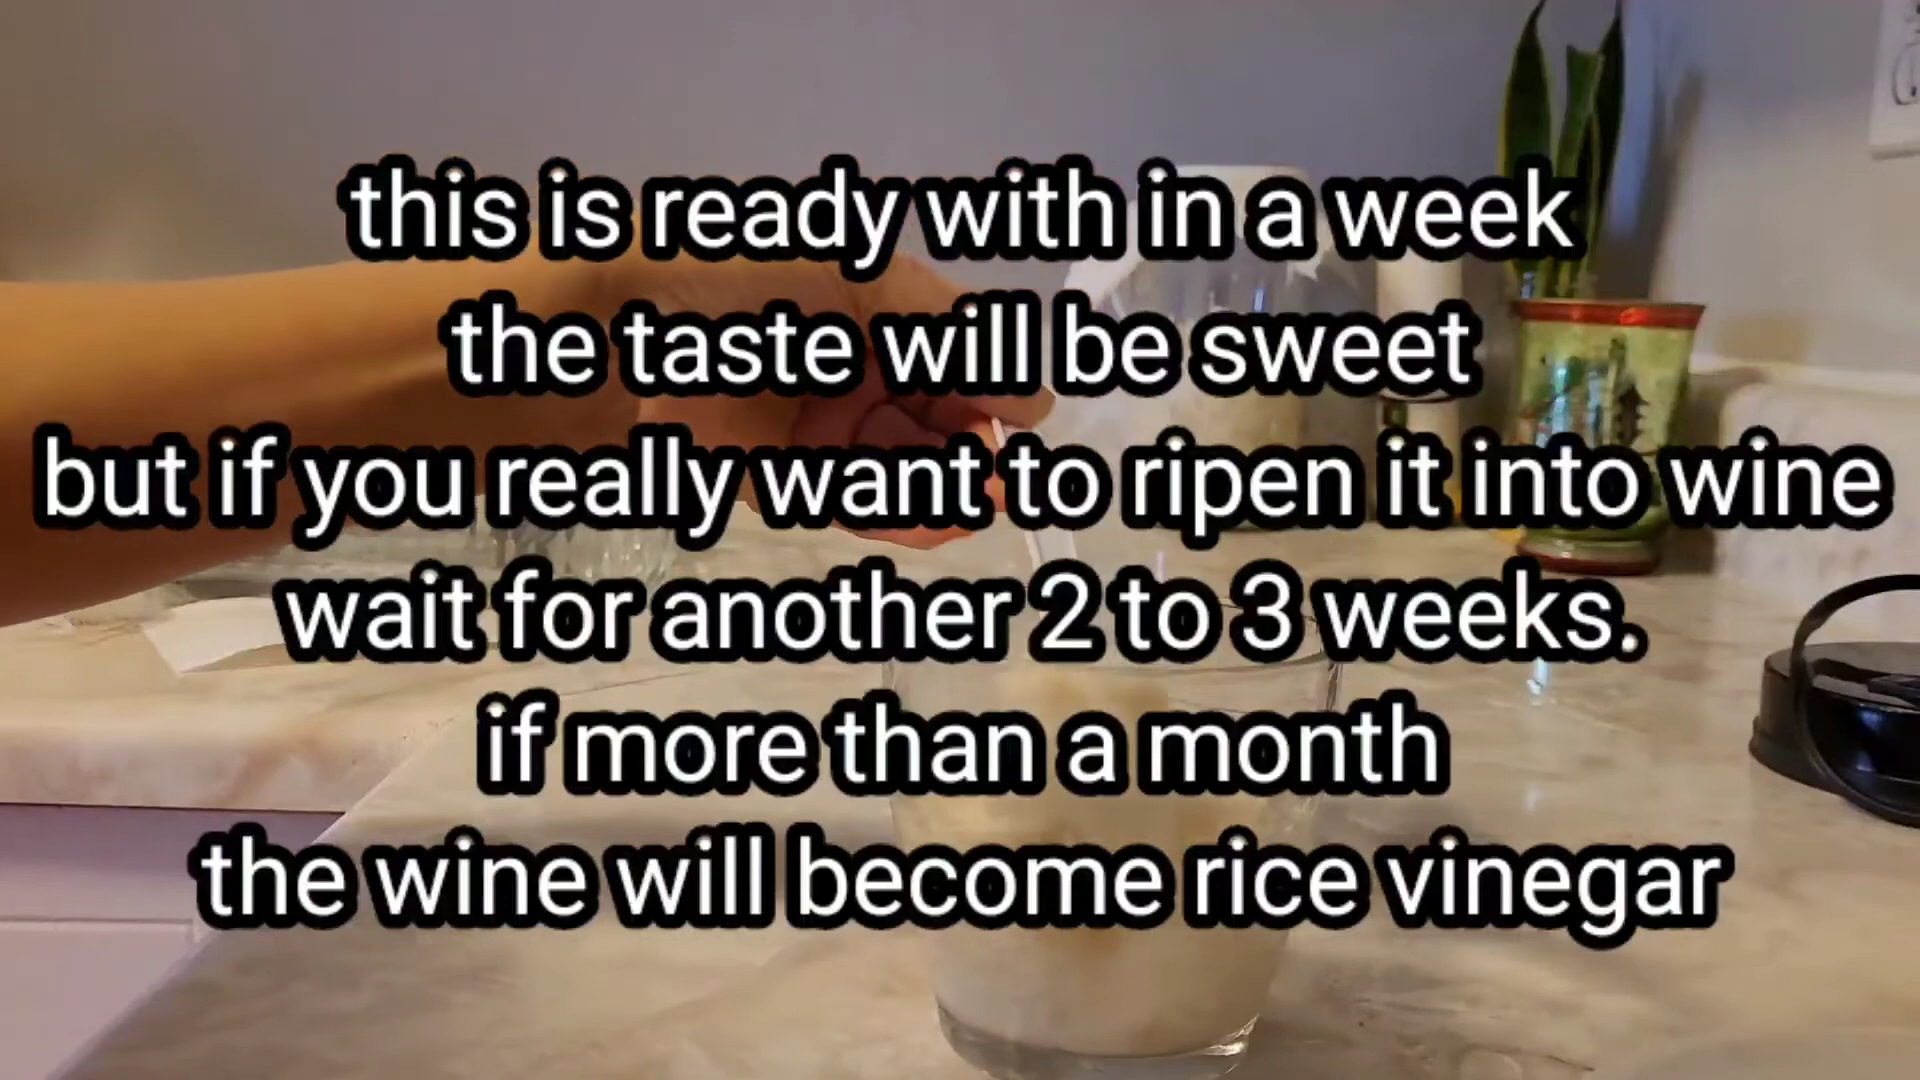 this is ready with in a week
the taste will be sweet
but if you really want to ripen it into wine
wait for another 2 to 3 weeks.
if more than a month
the wine will become rice vinegar